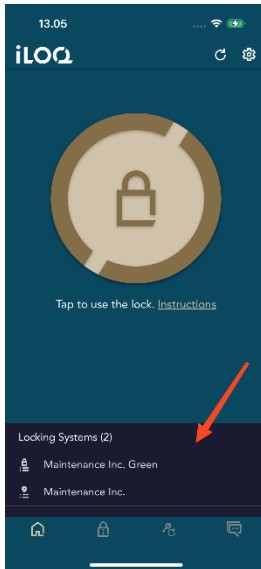 13.05
iLOQ
Tap to use the lock. Instructions
Locking Systems (2)
Maintenance Inc. Green
Maintenance Inc.